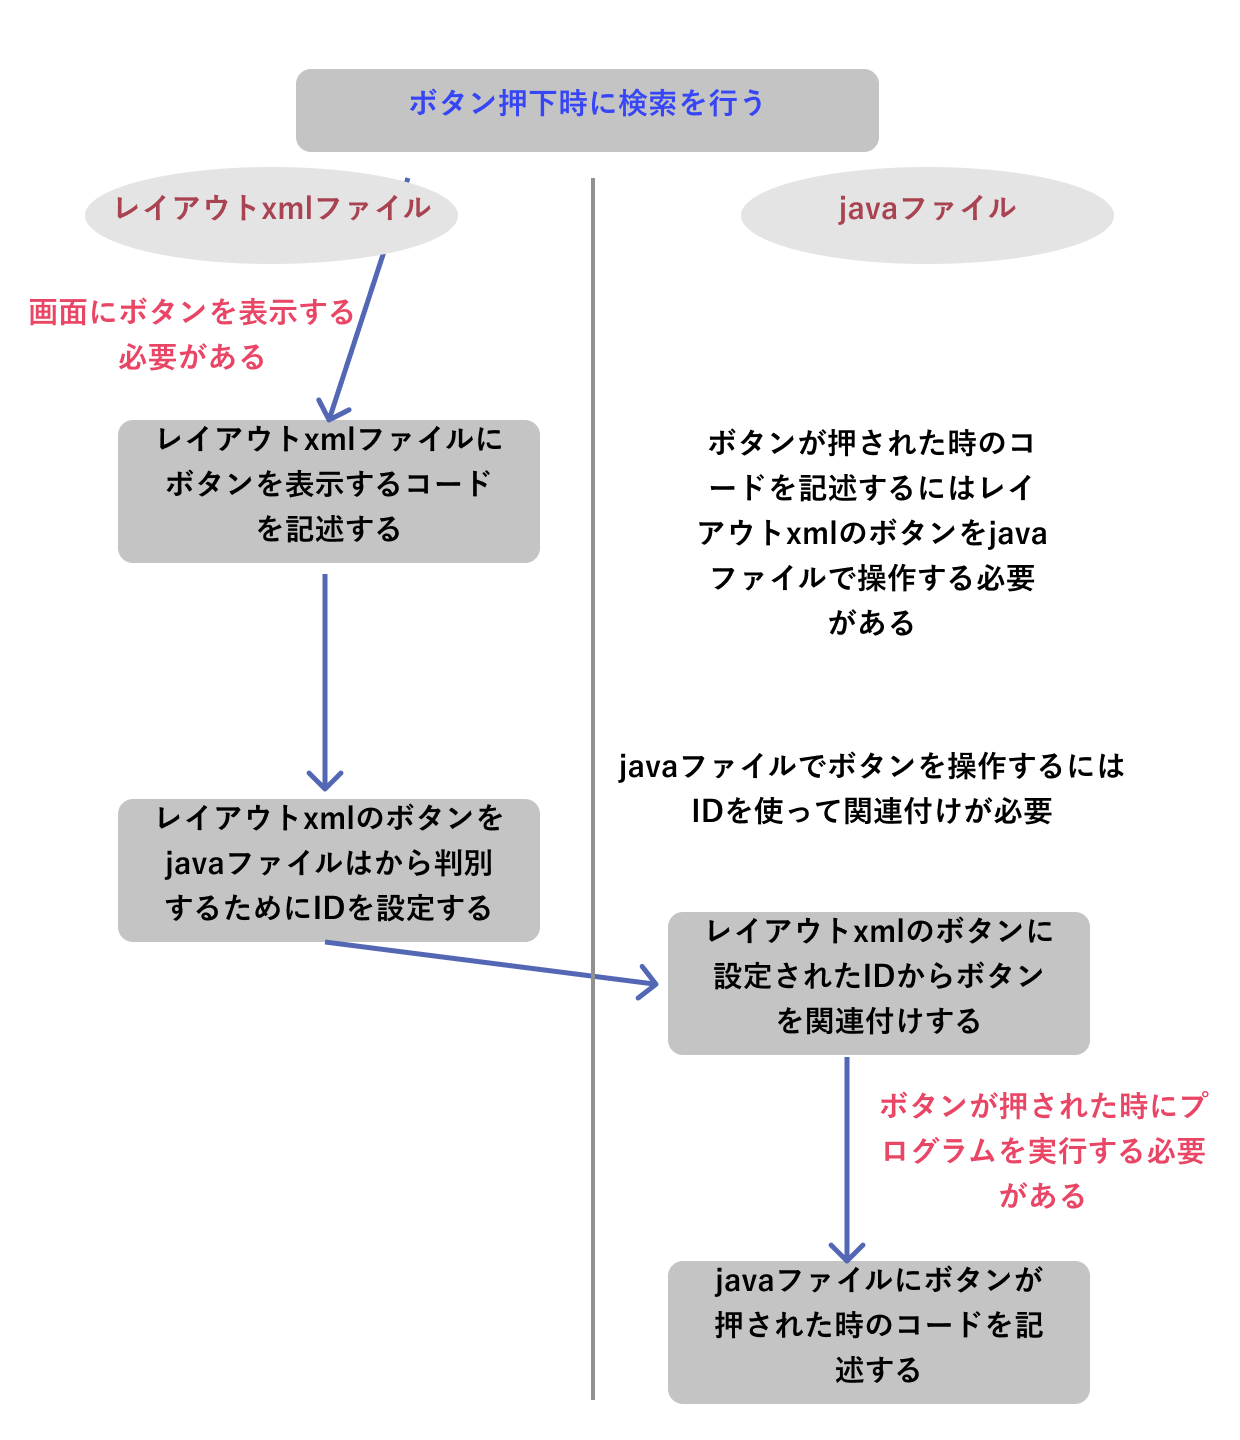 ボタン押下時に検索を行う
レイアウトxmlファイル
javaファイル
画面にボタンを表示する
必要がある
レイアウトxmlファイルに
ボタンを表示するコード
を記述する
ボタンが押された時のコ
ードを記述するにはレイ
アウトxmlのボタンをjava
ファイルで操作する必要
がある
javaファイルでボタンを操作するには
IDを使って関連付けが必要
レイアウトxmlのボタンを
javaファイルはから判別
するためにIDを設定する
レイアウトxmlのボタンに
設定されたIDからボタン
を関連付けする
ボタンが押された時にプ
ログラムを実行する必要
がある
javaファイルにボタンが
押された時のコードを記
述する